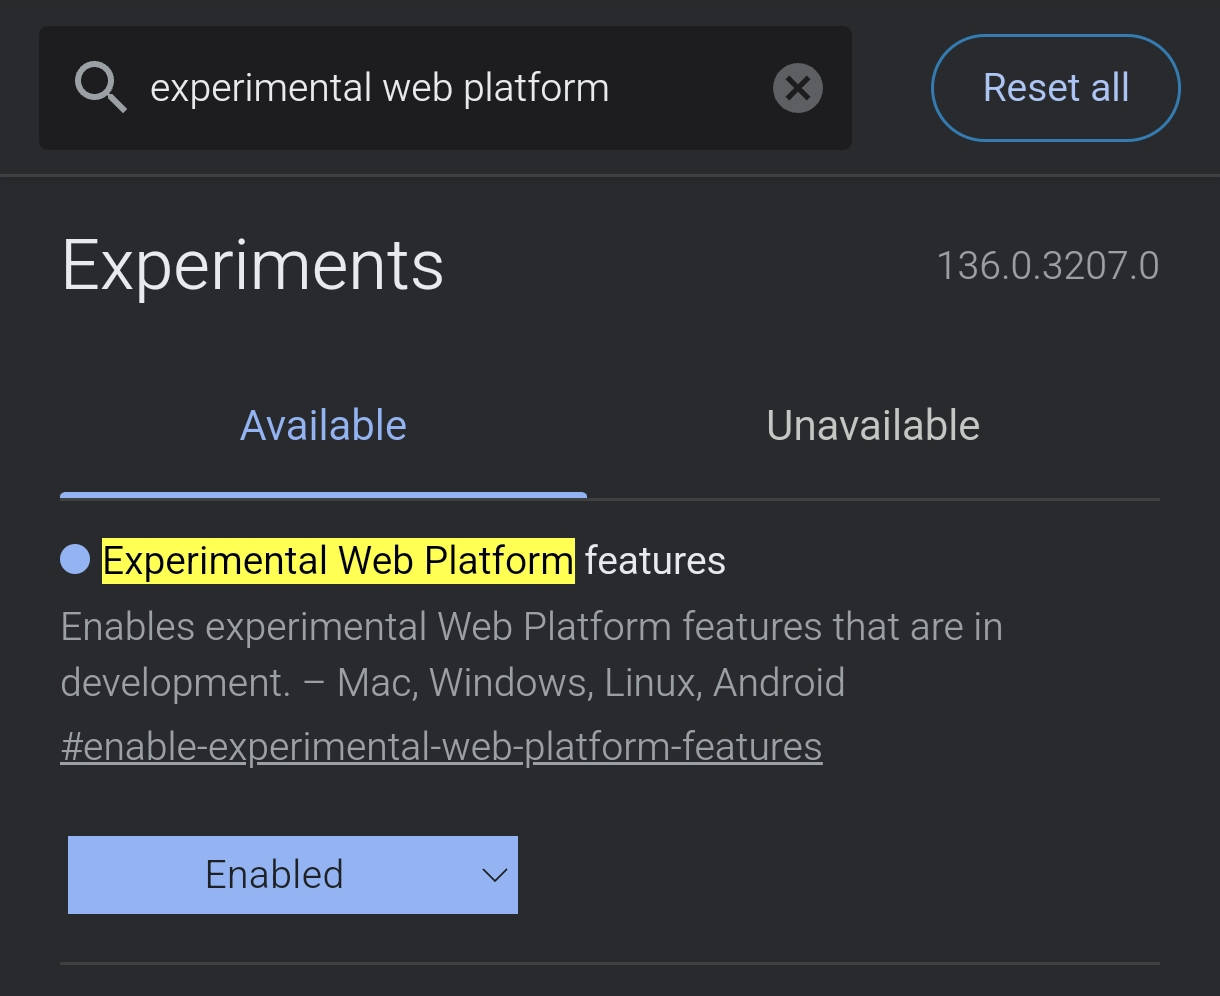 experimental web platform
Reset all
Experiments
136.0.3207.0
Available
Unavailable
Experimental Web Platform features
Enables experimental Web Platform features that are in
development. – Mac, Windows, Linux, Android
#enable-experimental-web-platform-features
Enabled